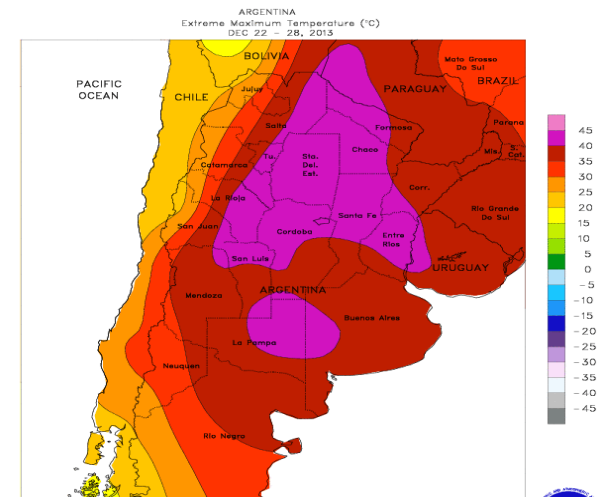 ARGENTINA
Extreme Maximum Temperature (°C)
DEC 22 - 28, 2013
BOLIVIA
Mato Grosso
Do Sul
PACIFIC
OCEAN
CHILE
Jujuy
PARAGUAY
BRAZIL
Salta
Formosa
Parana
Tu.
Sta.
Del.
Est.
Chaco
Mis.
S.
Cat.
Catamarca
La Rioja
Corr.
Rio Grande
Do Sul
San Juan
Cordoba
Santa Fe
Entre
Rios
San Luis
URUGUAY
Mendoza
ARGENTINA
Buenos Aires
La Pampa
Neuquen
Rio Negro
45
40
35
30
25
20
15
10
5
0
-5
-10
-15
-20
-25
-30
-35
-40
-45